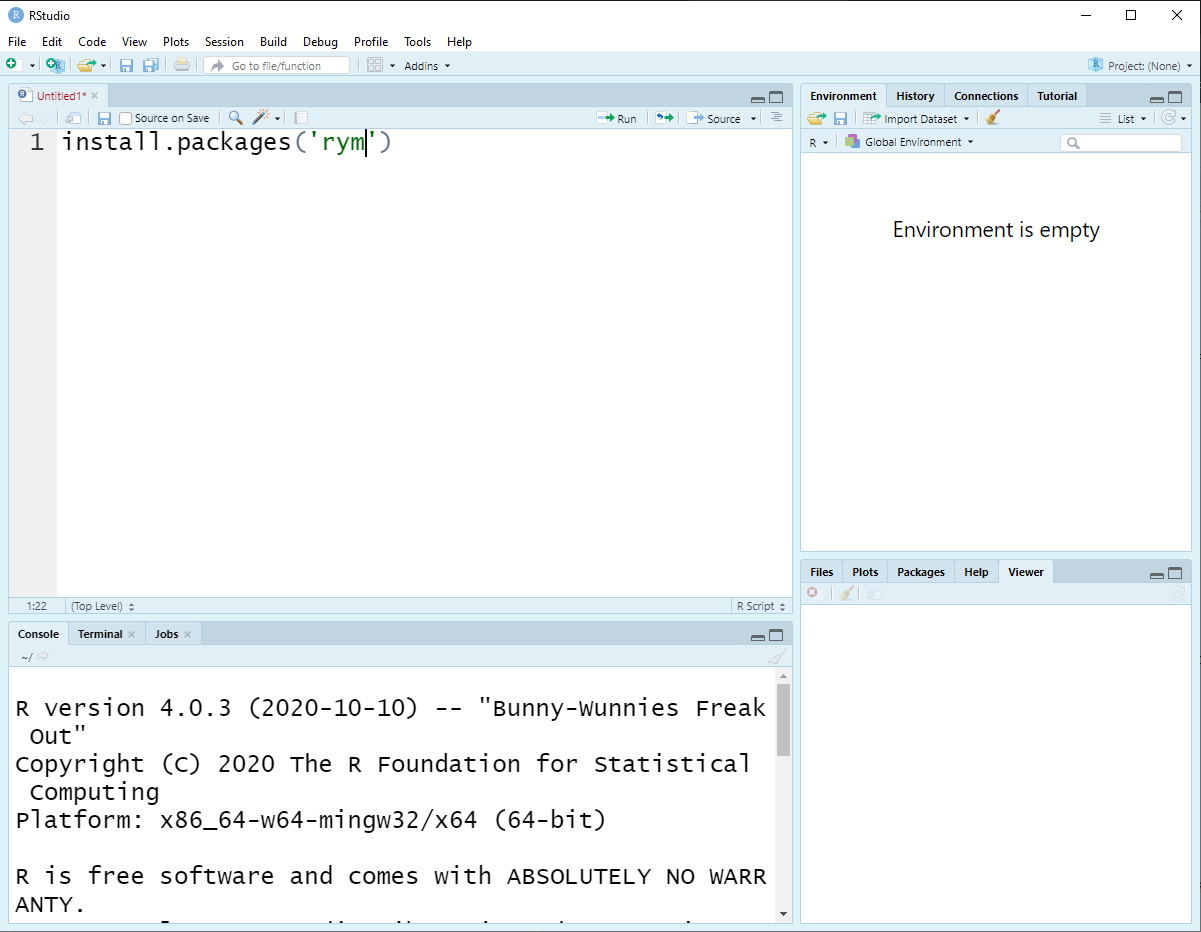 RStudio
File Edit Code View Plots Session Build Debug Profile Tools Help
Go to file/function Addins Project: (None)
Untitled1*
Source on Save Run Source
1 install.packages('rym')
1:22 (Top Level) R Script
Console Terminal Jobs
~/
R version 4.0.3 (2020-10-10) -- "Bunny-Wunnies Freak
Out"
Copyright (C) 2020 The R Foundation for Statistical
Computing
Platform: x86_64-w64-mingw32/x64 (64-bit)
R is free software and comes with ABSOLUTELY NO WARR
ANTY.
Environment History Connections Tutorial
Import Dataset List
R Global Environment
Environment is empty
Files Plots Packages Help Viewer